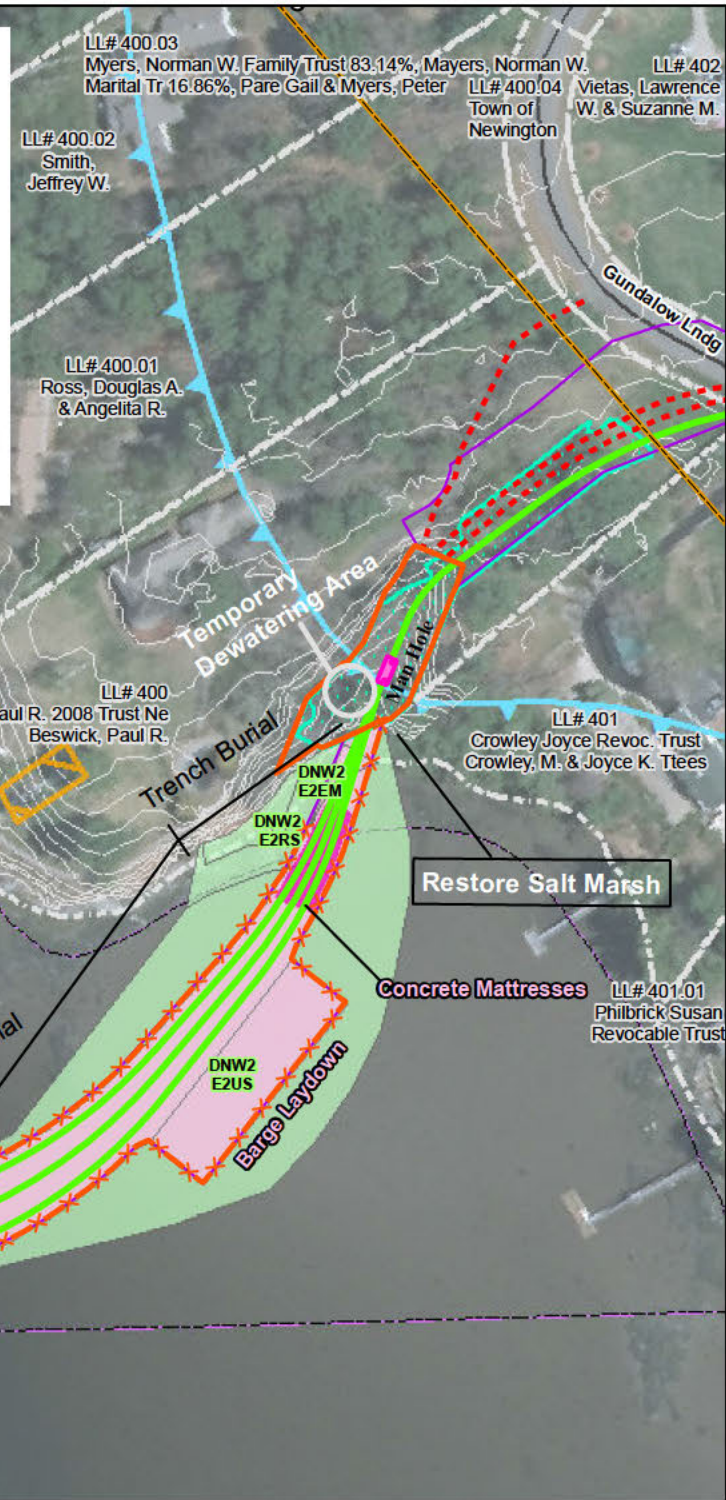 LL# 400.03
Myers, Norman W. Family Trust 83.14%, Mayers, Norman W.
Marital Tr 16.86%, Pare Gail & Myers, Peter
LL# 400.04
Town of
Newington
LL# 402
Vietas, Lawrence
W. & Suzanne M.
LL# 400.02
Smith,
Jeffrey W.
Gundalow Lndg
LL# 400.01
Ross, Douglas A.
& Angelita R.
Temporary
Dewatering Area
Man Hole
LL# 400
aul R. 2008 Trust Ne
Beswick, Paul R.
Trench Burial
LL# 401
Crowley Joyce Revoc. Trust
Crowley, M. & Joyce K. Ttees
DNW2
E2EM
DNW2
E2RS
Restore Salt Marsh
Concrete Mattresses
LL# 401.01
Philbrick Susan
Revocable Trust
ial
DNW2
E2US
Barge Laydown